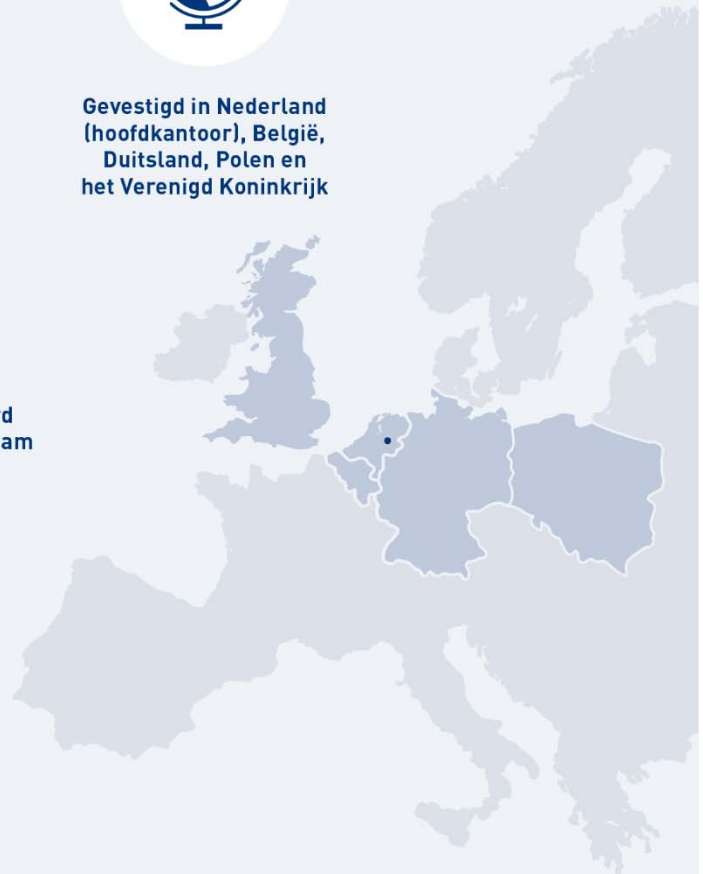 Gevestigd in Nederland
(hoofdkantoor), België,
Duitsland, Polen en
het Verenigd Koninkrijk